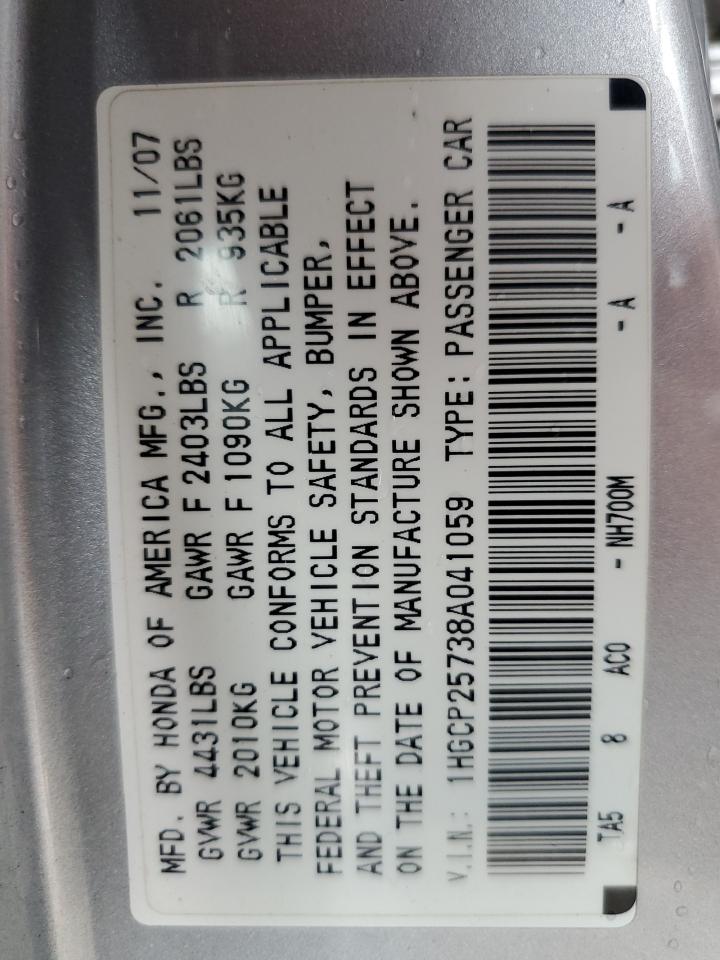 MFD. BY HONDA OF AMERICA MFG., INC. 11/07
GVWR 4431LBS GAWR F 2403LBS R 2061LBS
GVWR 2010KG GAWR F 1090KG R 935KG
THIS VEHICLE CONFORMS TO ALL APPLICABLE
FEDERAL MOTOR VEHICLE SAFETY, BUMPER,
AND THEFT PREVENTION STANDARDS IN EFFECT
ON THE DATE OF MANUFACTURE SHOWN ABOVE.
V.I.N.: 1HGCP25738A041059 TYPE: PASSENGER CAR
TA5 8 AC0 - NH700M - A - A